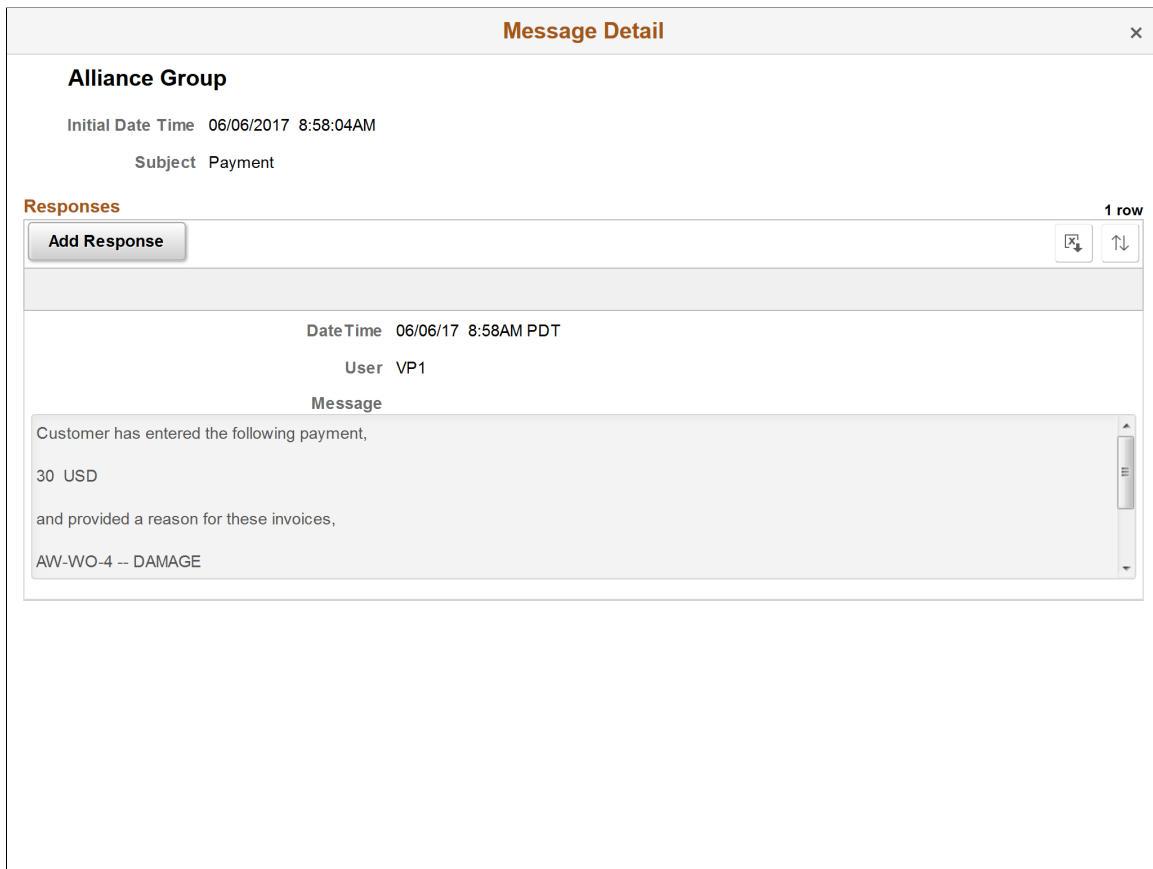 Message Detail
×
Alliance Group
Initial Date Time 06/06/2017 8:58:04AM
Subject Payment
Responses
1 row
Add Response
DateTime 06/06/17 8:58AM PDT
User VP1
Message
Customer has entered the following payment,
30 USD
and provided a reason for these invoices,
AW-WO-4 -- DAMAGE